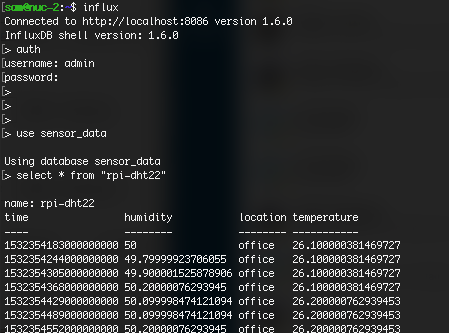 [sam@nuc-2:~$ influx
Connected to http://localhost:8086 version 1.6.0
InfluxDB shell version: 1.6.0
[> auth
[username: admin
[password:
[>
[>
[>
[> use sensor_data
Using database sensor_data
[> select * from "rpi-dht22"
name: rpi-dht22
time humidity location temperature
---- -------- -------- -----------
1532354183000000000 50 office 26.100000381469727
1532354244000000000 49.79999923706055 office 26.100000381469727
1532354305000000000 49.900001525878906 office 26.100000381469727
1532354368000000000 50.20000076293945 office 26.200000762939453
1532354429000000000 50.099998474121094 office 26.200000762939453
1532354489000000000 50.099998474121094 office 26.200000762939453
1532354552000000000 50.20000076293945 office 26.200000762939453